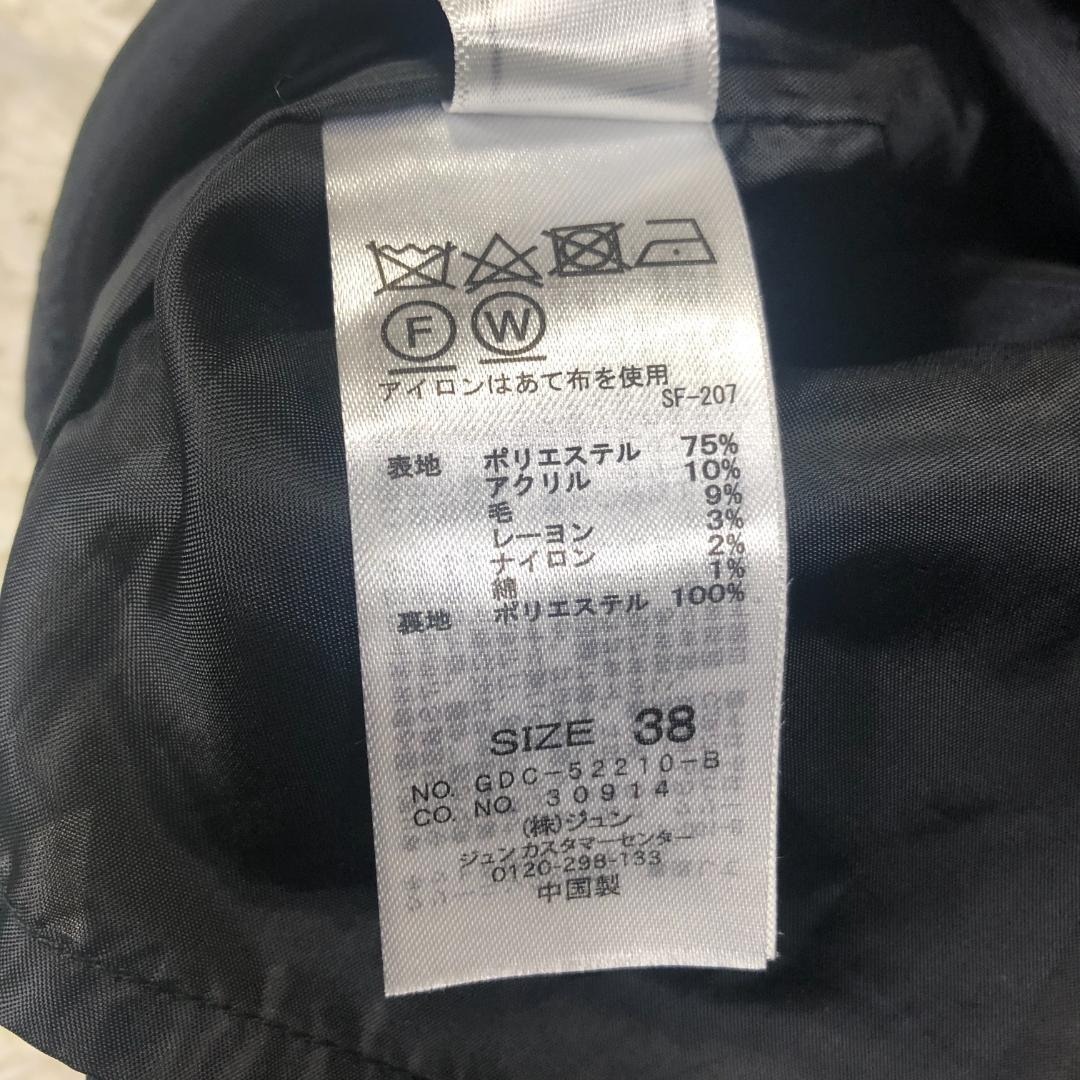 F W
アイロンはあて布を使用
SF-207
表地 ポリエステル 75%
アクリル 10%
毛 9%
レーヨン 3%
ナイロン 2%
綿 1%
裏地 ポリエステル 100%
SIZE 38
NO. GDC-52210-B
CO. NO. 30914
(株)ジュン
ジュンカスタマーセンター
0120-298-133
中国製